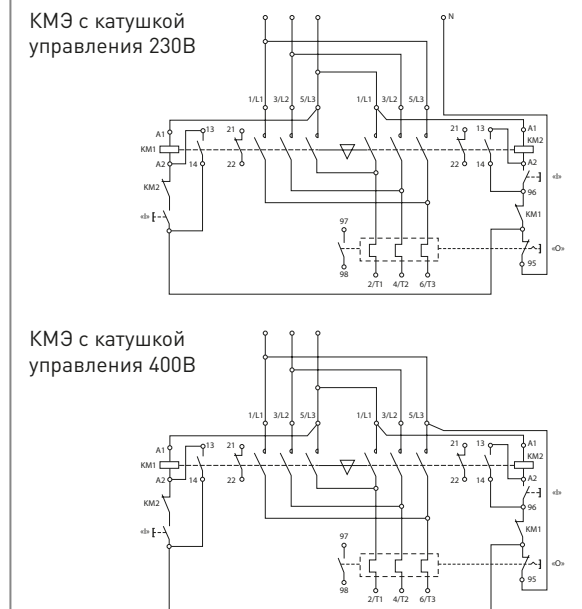 КМЭ с катушкой
управления 230В
N
1/L1 3/L2 5/L3 1/L1 3/L2 5/L3
A1 13 21 21 13 A1
KM1 KM2
A2 14 22 22 14 A2
KM2 «I»
96
«I» 97 KM1
«O»
98 95
2/T1 4/T2 6/T3
КМЭ с катушкой
управления 400В
1/L1 3/L2 5/L3 1/L1 3/L2 5/L3
A1 13 21 21 13 A1
KM1 KM2
A2 14 22 22 14 A2
KM2 «I»
96
«I» 97 KM1
«O»
98 95
2/T1 4/T2 6/T3